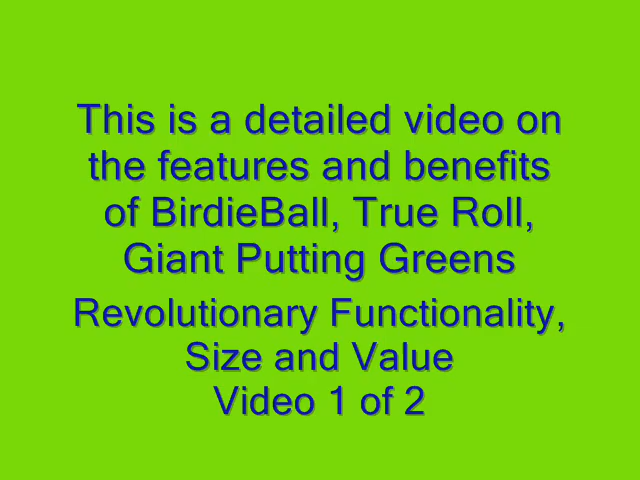 This is a detailed video on
the features and benefits
of BirdieBall, True Roll,
Giant Putting Greens
Revolutionary Functionality,
Size and Value
Video 1 of 2